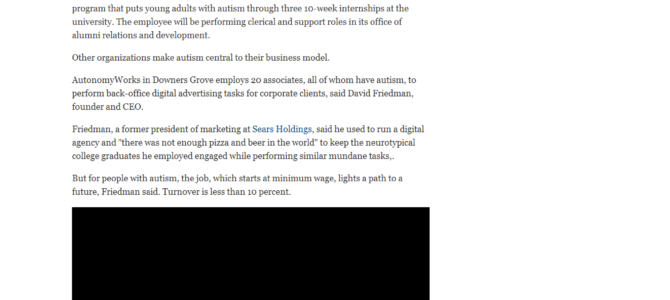 program that puts young adults with autism through three 10-week internships at the
university. The employee will be performing clerical and support roles in its office of
alumni relations and development.
Other organizations make autism central to their business model.
AutonomyWorks in Downers Grove employs 20 associates, all of whom have autism, to
perform back-office digital advertising tasks for corporate clients, said David Friedman,
founder and CEO.
Friedman, a former president of marketing at Sears Holdings, said he used to run a digital
agency and "there was not enough pizza and beer in the world" to keep the neurotypical
college graduates he employed engaged while performing similar mundane tasks,.
But for people with autism, the job, which starts at minimum wage, lights a path to a
future, Friedman said. Turnover is less than 10 percent.